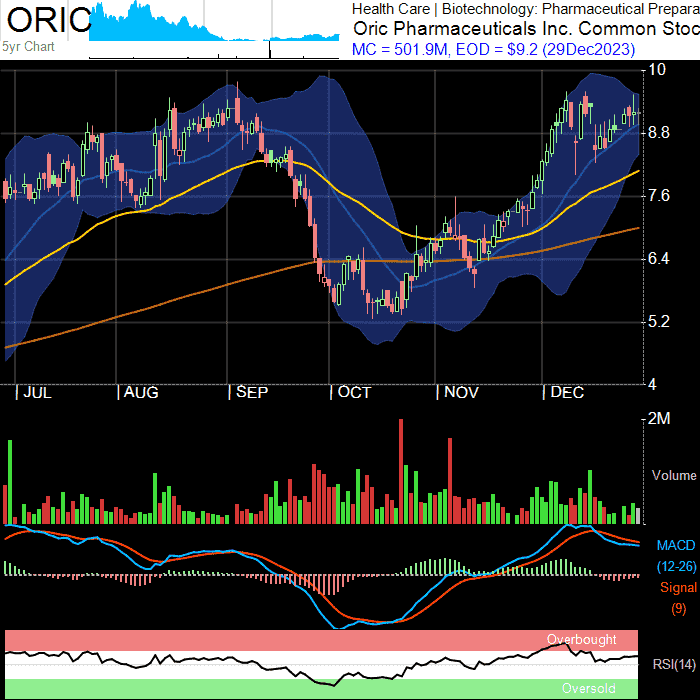 ORIC
5yr Chart
Health Care | Biotechnology: Pharmaceutical Prepara
Oric Pharmaceuticals Inc. Common Stoc
MC = 501.9M, EOD = $9.2 (29Dec2023)
10
8.8
7.6
6.4
5.2
4
| JUL | AUG | SEP | OCT | NOV | DEC
2M
Volume
MACD
(12-26)
Signal
(9)
Overbought
RSI(14)
Oversold